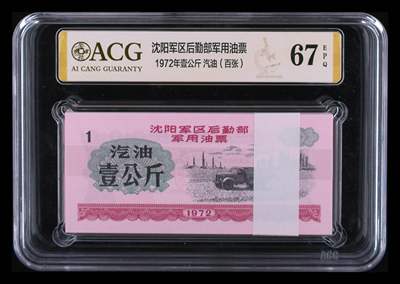 ACG
AI CANG GUARANTY
沈阳军区后勤部军用油票
1972年壹公斤 汽油（百张）
67
EPQ
1
沈阳军区后勤部
军用油票
汽油
壹公斤
1972
ACG